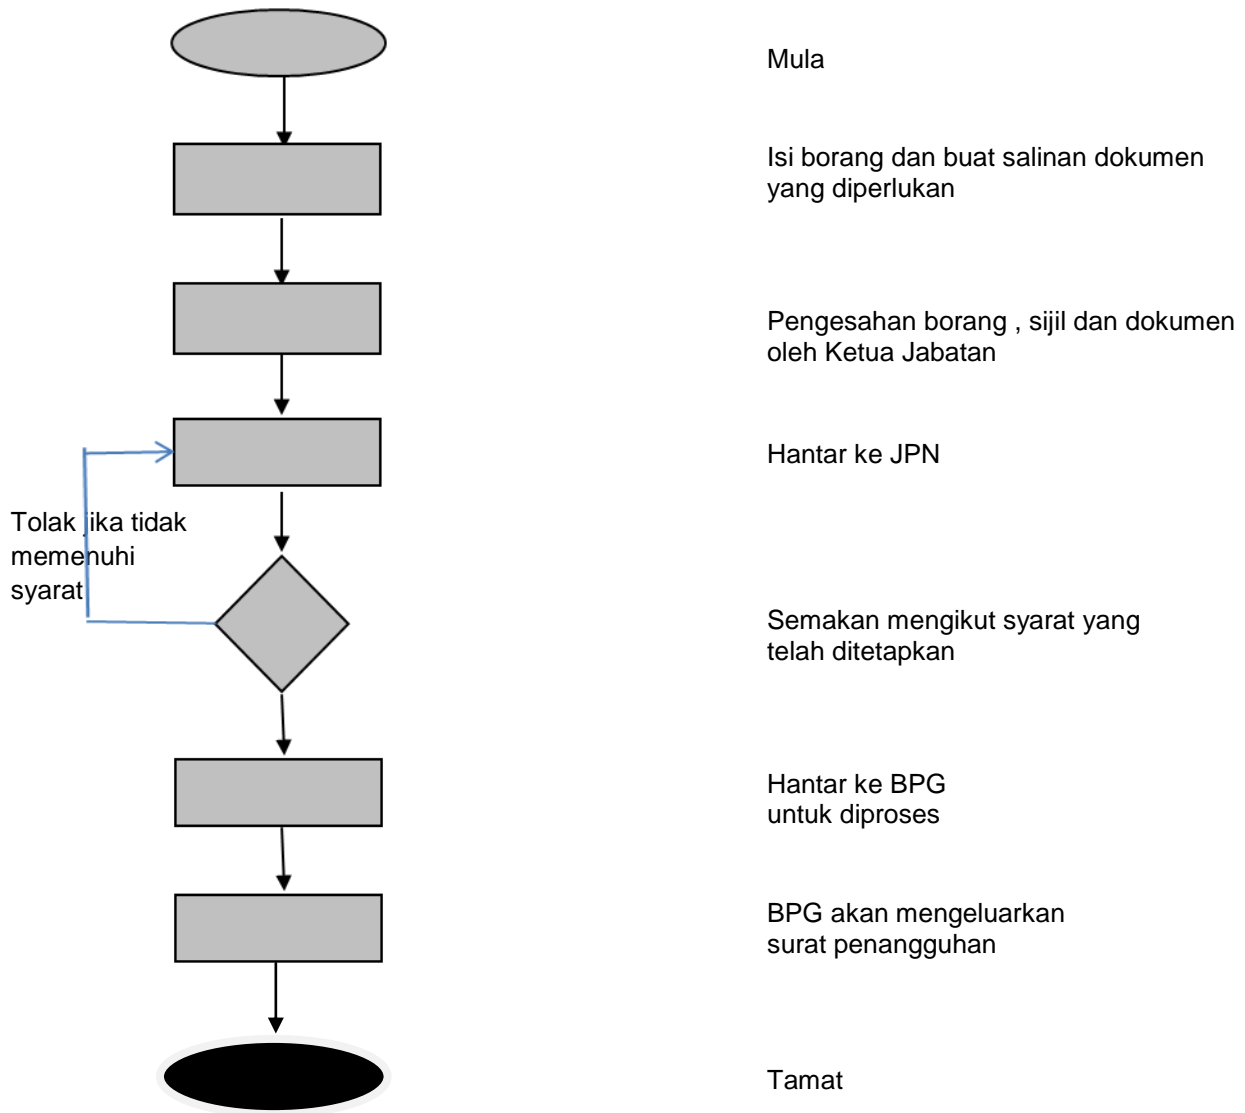 Mula
Isi borang dan buat salinan dokumen
yang diperlukan
Pengesahan borang , sijil dan dokumen
oleh Ketua Jabatan
Hantar ke JPN
Tolak jika tidak
memenuhi
syarat
Semakan mengikut syarat yang
telah ditetapkan
Hantar ke BPG
untuk diproses
BPG akan mengeluarkan
surat penangguhan
Tamat